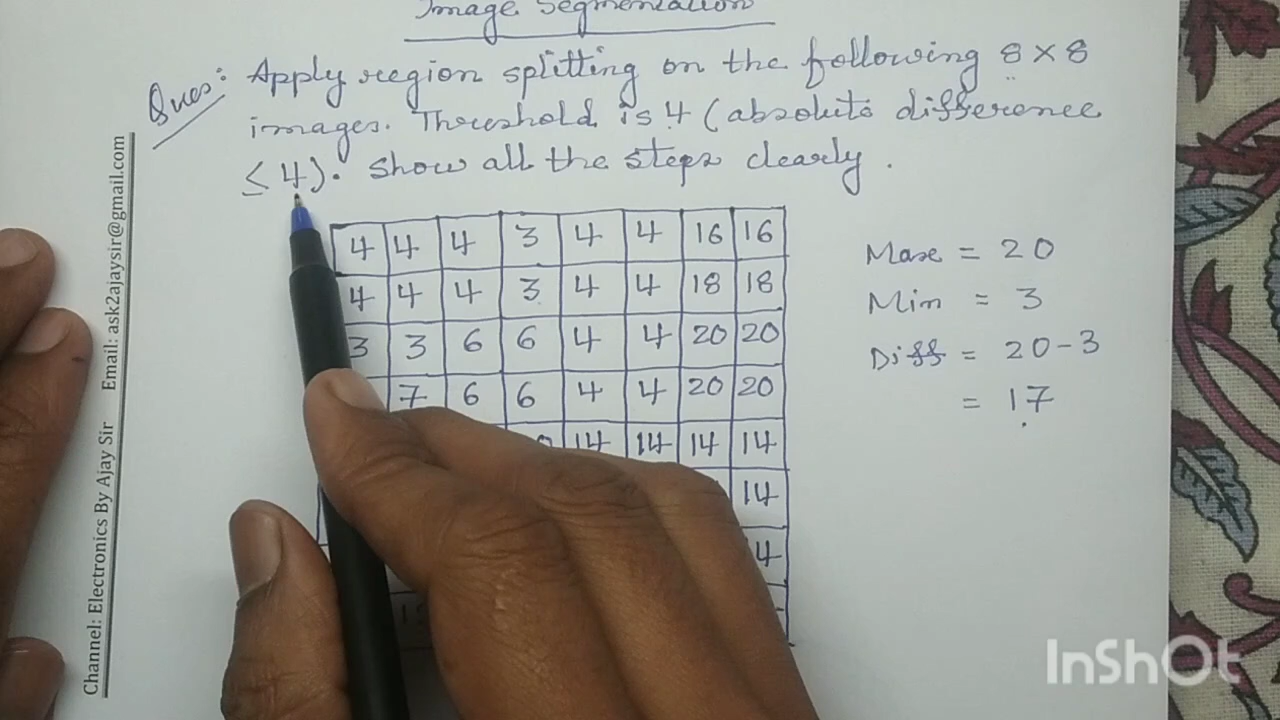 Image Segmentation
Ques: Apply region splitting on the following 8 × 8
images. Threshold is 4 (absolute difference
≤ 4). Show all the steps clearly.
4 4 4 3 4 4 16 16
4 4 4 3 4 4 18 18
3 3 6 6 4 4 20 20
7 6 6 4 4 20 20
14 14 14 14
14
Max = 20
Min = 3
Diff = 20 - 3
= 17
Channel: Electronics By Ajay Sir Email: ask2ajaysir@gmail.com
InShOt